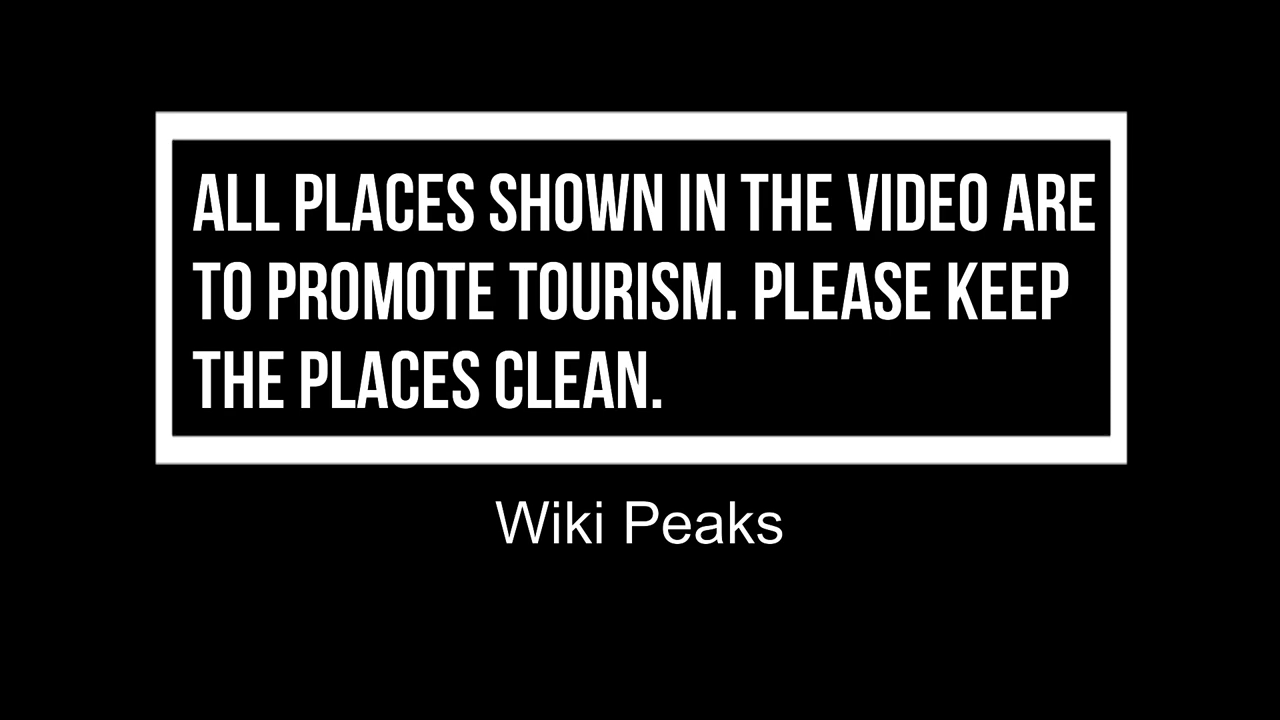 ALL PLACES SHOWN IN THE VIDEO ARE
TO PROMOTE TOURISM. PLEASE KEEP
THE PLACES CLEAN.
Wiki Peaks